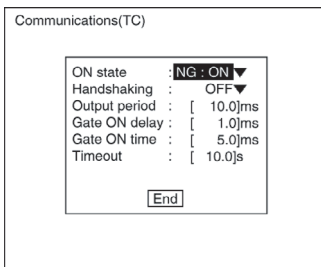 Communications(TC)
ON state : NG : ON▼
Handshaking : OFF▼
Output period : [ 10.0]ms
Gate ON delay : [ 1.0]ms
Gate ON time : [ 5.0]ms
Timeout : [ 10.0]s
End